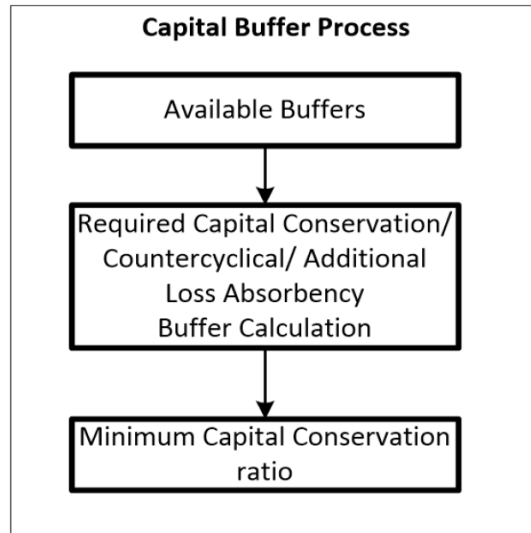 Capital Buffer Process
Available Buffers
Required Capital Conservation/
Countercyclical/ Additional
Loss Absorbency
Buffer Calculation
Minimum Capital Conservation
ratio